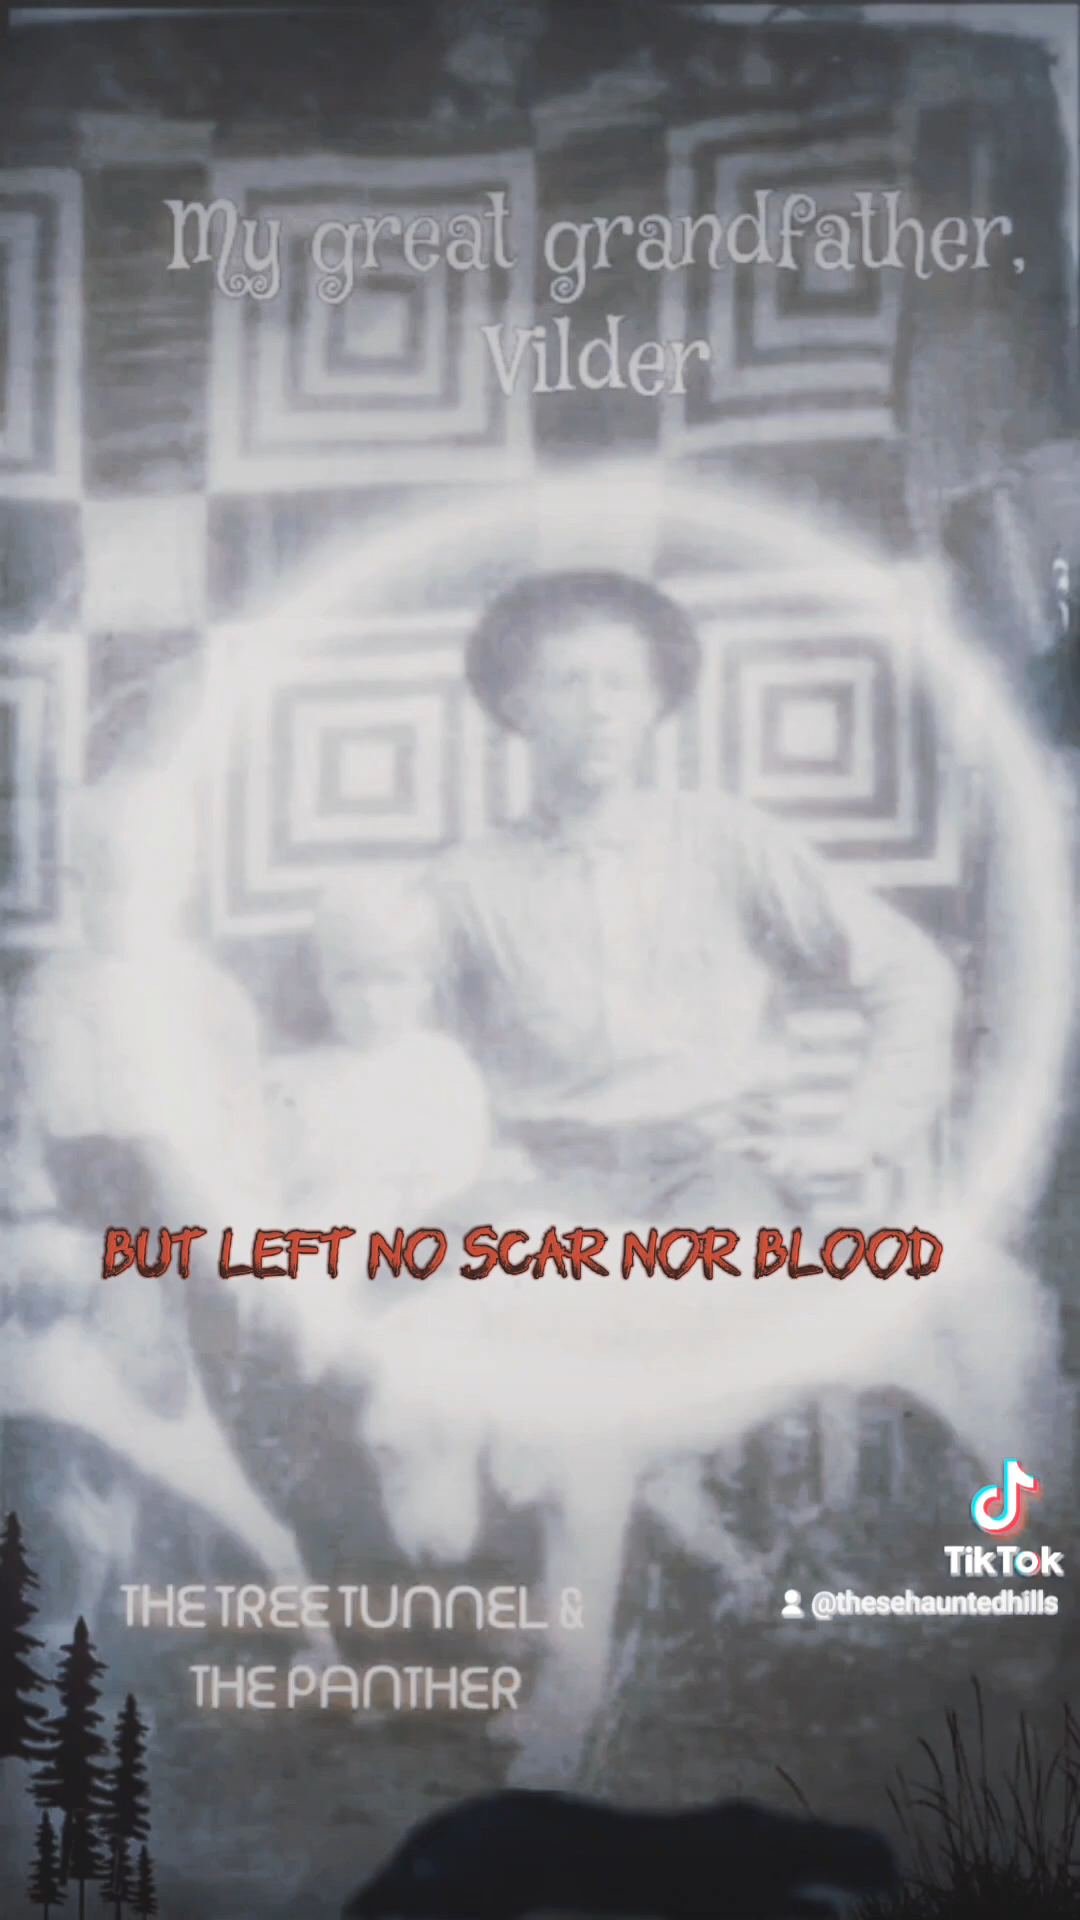 My great grandfather,
Vilder
BUT LEFT NO SCAR NOR BLOOD
TikTok
@thesehauntedhills
THE TREE TUNNEL &
THE PANTHER